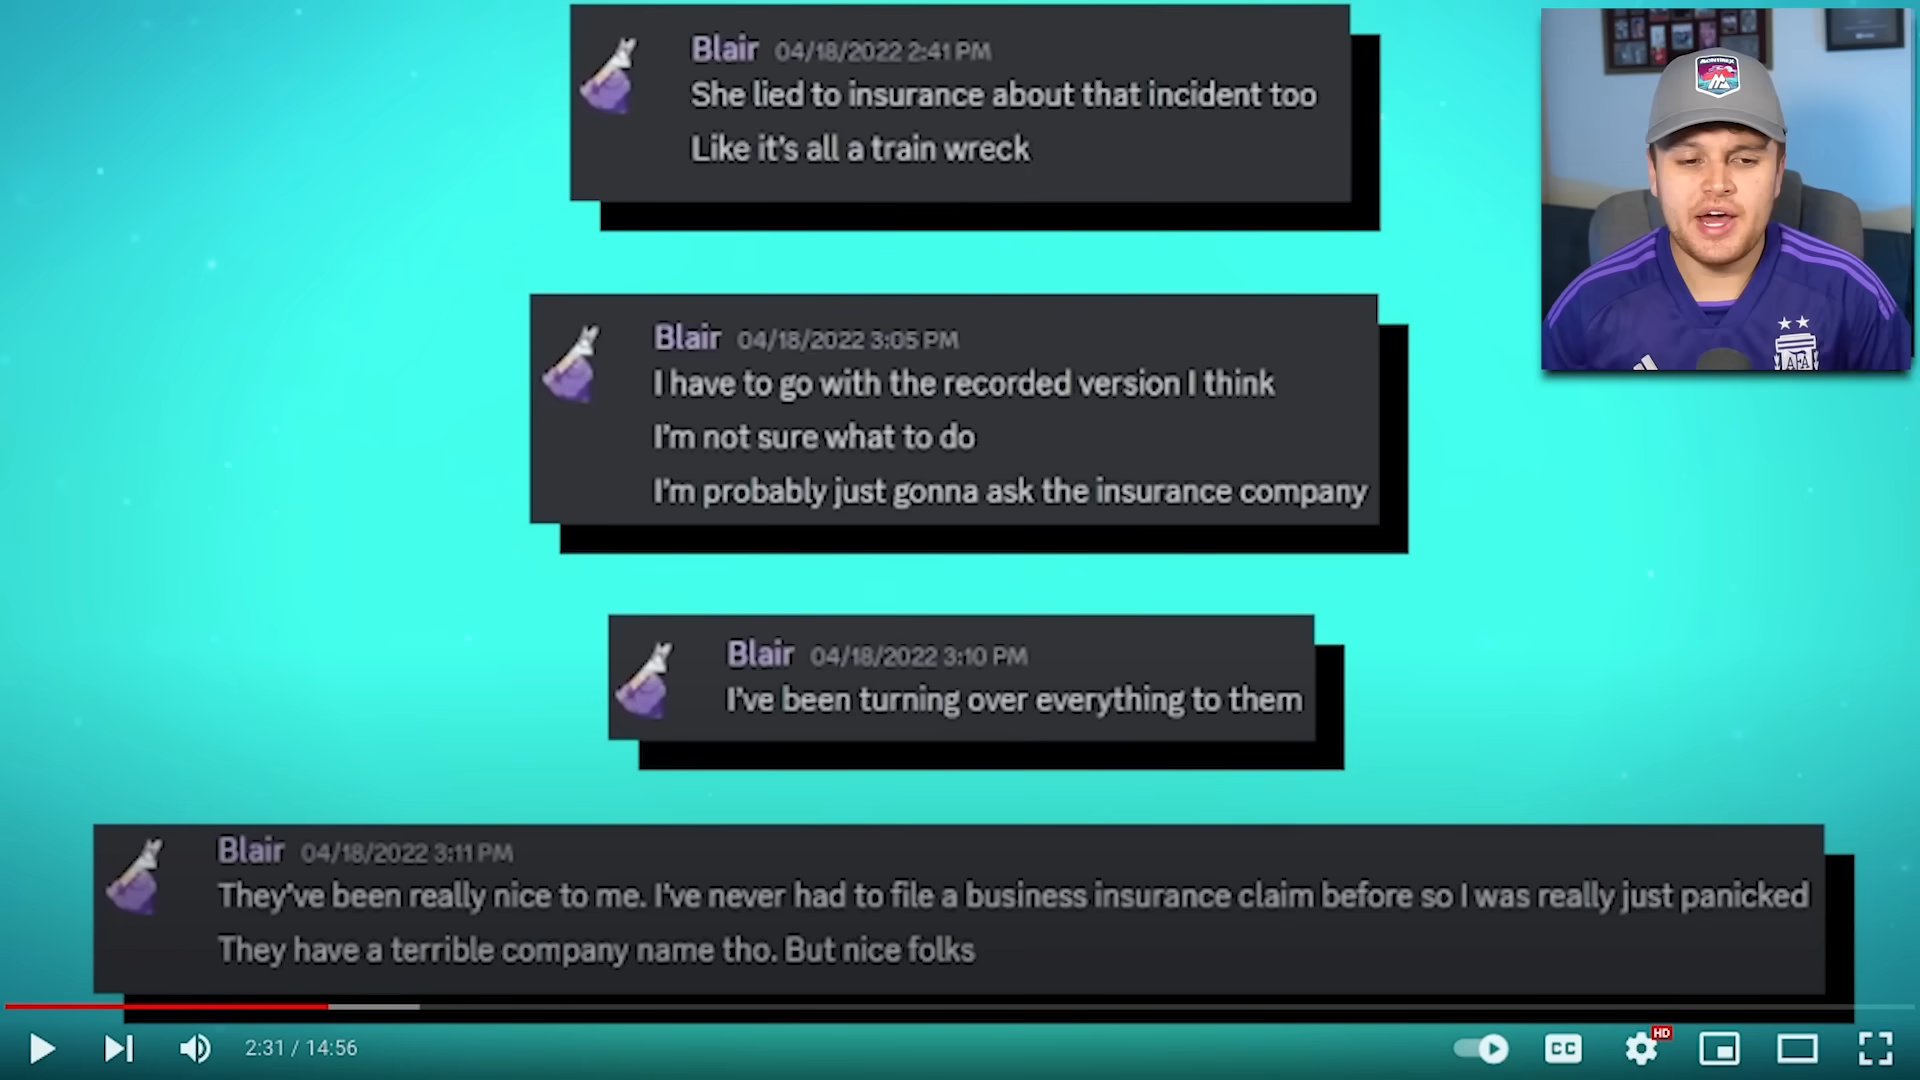 Blair 04/18/2022 2:41 PM
She lied to insurance about that incident too
Like it's all a train wreck
Blair 04/18/2022 3:05 PM
I have to go with the recorded version I think
I'm not sure what to do
I'm probably just gonna ask the insurance company
Blair 04/18/2022 3:10 PM
I've been turning over everything to them
Blair 04/18/2022 3:11 PM
They've been really nice to me. I've never had to file a business insurance claim before so I was really just panicked
They have a terrible company name tho. But nice folks
AFA
2:31 / 14:56
CC
HD